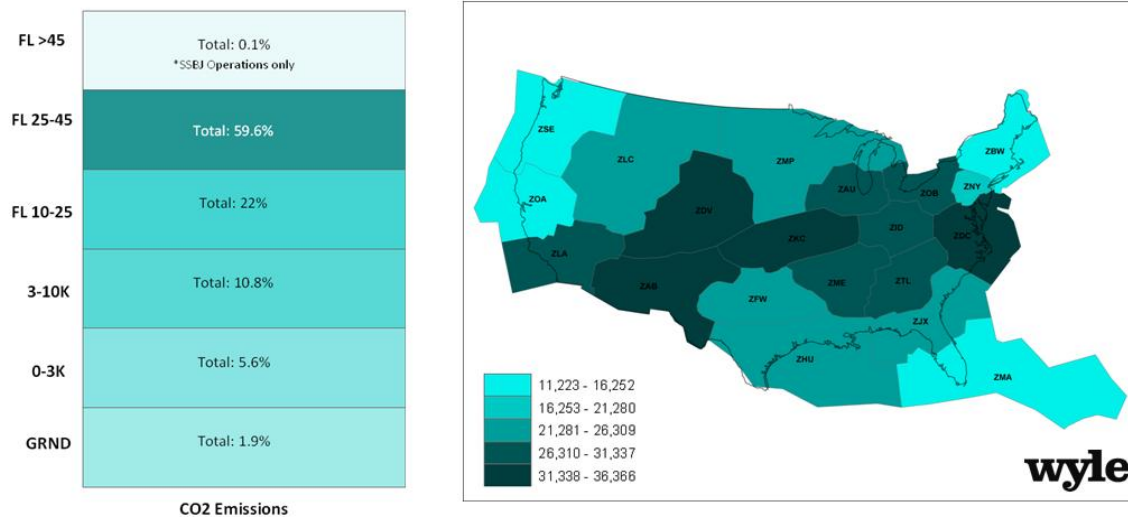 FL >45
Total: 0.1%
*SSBJ Operations only
FL 25-45
Total: 59.6%
FL 10-25
Total: 22%
3-10K
Total: 10.8%
0-3K
Total: 5.6%
GRND
Total: 1.9%
CO2 Emissions
ZSE
ZLC
ZMP
ZBW
ZOA
ZDV
ZAU
ZOB
ZNY
ZLA
ZKC
ZID
ZDC
ZAB
ZFW
ZME
ZTL
ZJX
ZHU
ZMA
11,223 - 16,252
16,253 - 21,280
21,281 - 26,309
26,310 - 31,337
31,338 - 36,366
wyle